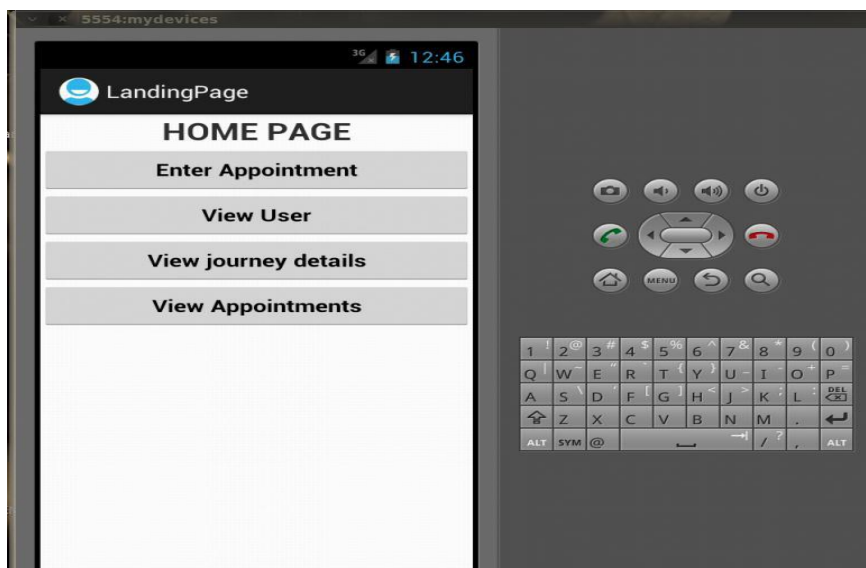 5554:mydevices
3G 12:46
LandingPage
HOME PAGE
Enter Appointment
View User
View journey details
View Appointments
MENU
1 ! 2 @ 3 # 4 $ 5 % 6 ^ 7 & 8 * 9 ( 0 )
Q | W ~ E " R ` T { Y } U - I - O + P =
A S \ D ' F [ G ] H < J > K ; L : DEL
Z X C V B N M .
ALT SYM @ / ? , ALT